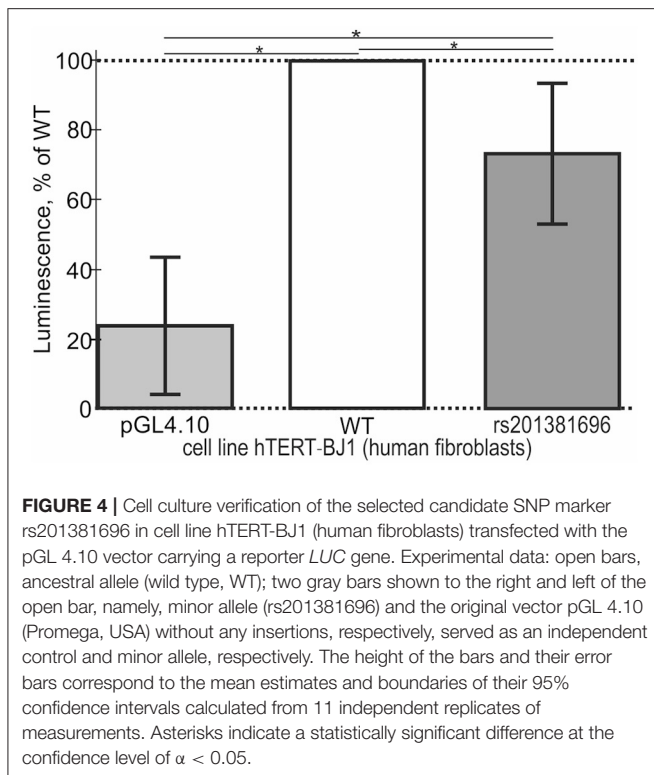 *
* *
100
80
60
40
20
0
Luminescence, % of WT
pGL4.10 WT rs201381696
cell line hTERT-BJ1 (human fibroblasts)
FIGURE 4 | Cell culture verification of the selected candidate SNP marker
rs201381696 in cell line hTERT-BJ1 (human fibroblasts) transfected with the
pGL 4.10 vector carrying a reporter LUC gene. Experimental data: open bars,
ancestral allele (wild type, WT); two gray bars shown to the right and left of the
open bar, namely, minor allele (rs201381696) and the original vector pGL 4.10
(Promega, USA) without any insertions, respectively, served as an independent
control and minor allele, respectively. The height of the bars and their error
bars correspond to the mean estimates and boundaries of their 95%
confidence intervals calculated from 11 independent replicates of
measurements. Asterisks indicate a statistically significant difference at the
confidence level of α < 0.05.